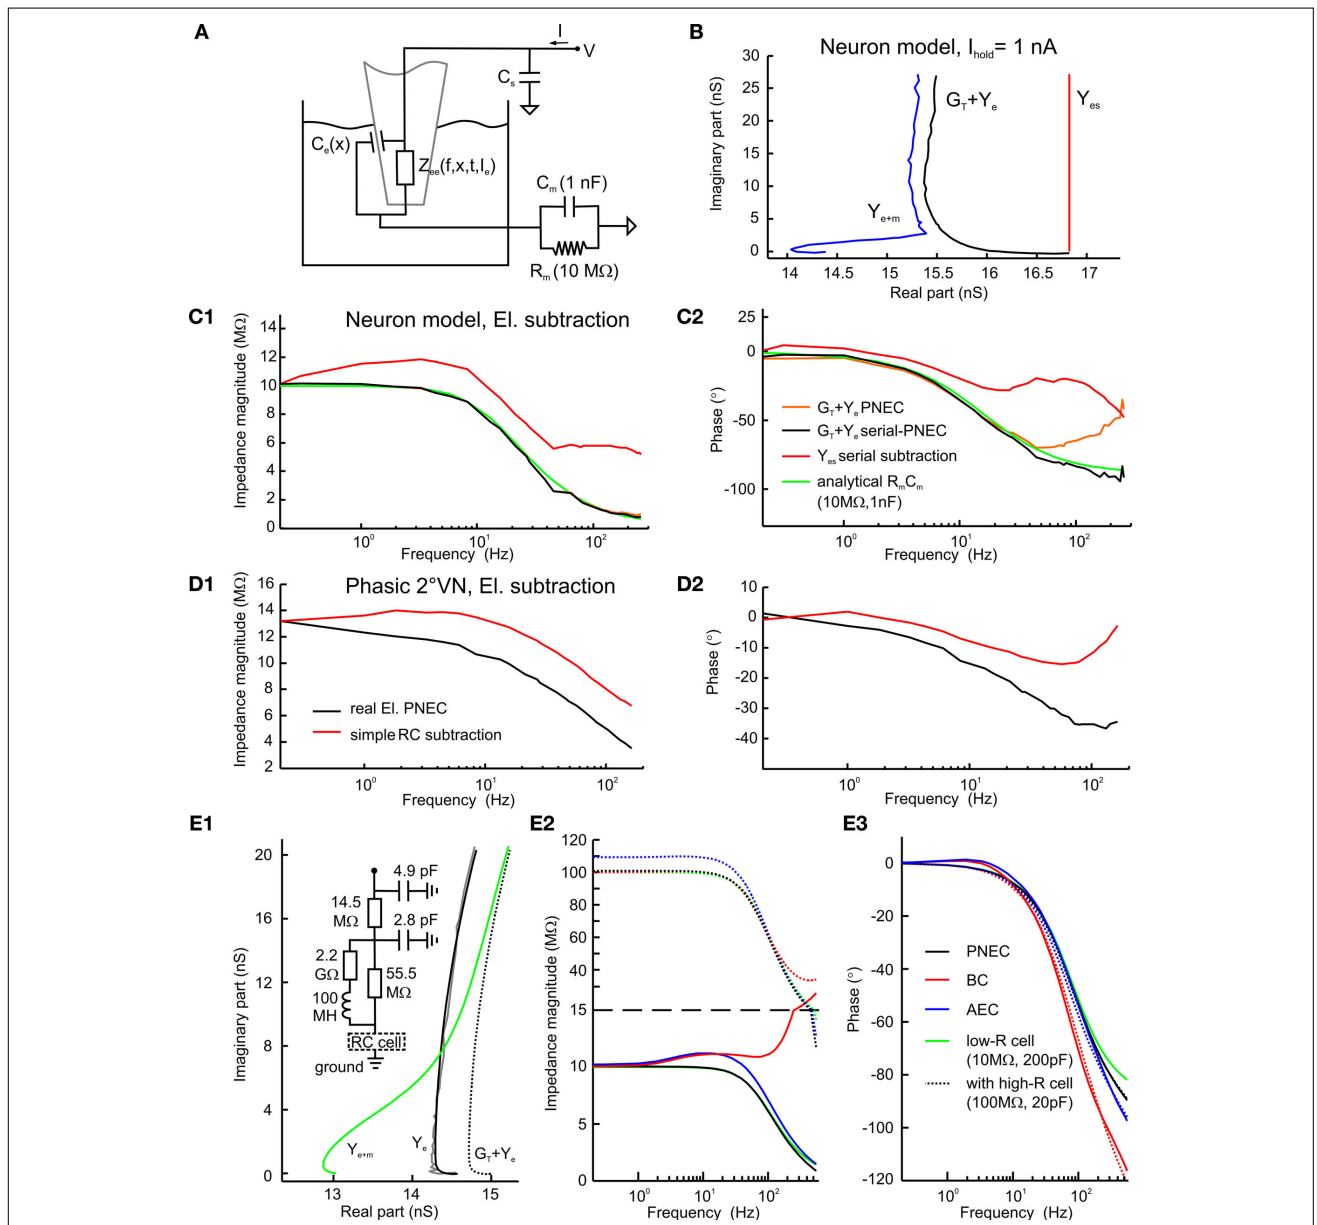 A
I
V
Cs
Ce(x)
Zee(f,x,t,Ie)
Cm(1 nF)
Rm(10 MΩ)
B
Neuron model, Ihold= 1 nA
Imaginary part (nS)
30
25
20
15
10
5
0
GT+Ye
Yes
Ye+m
14 14.5 15 15.5 16 16.5 17
Real part (nS)
C1
Neuron model, El. subtraction
Impedance magnitude (MΩ)
14
12
10
8
6
4
2
0
10^0 10^1 10^2
Frequency (Hz)
C2
Phase (°)
25
0
-50
-100
GT+Ye PNEC
GT+Ye serial-PNEC
Yes serial subtraction
analytical RmCm
(10MΩ,1nF)
10^0 10^1 10^2
Frequency (Hz)
D1
Phasic 2°VN, El. subtraction
Impedance magnitude (MΩ)
16
14
12
10
8
6
4
2
real El. PNEC
simple RC subtraction
10^0 10^1 10^2
Frequency (Hz)
D2
Phase (°)
10
0
-10
-20
-30
-40
10^0 10^1 10^2
Frequency (Hz)
E1
Imaginary part (nS)
20
16
12
8
4
0
4.9 pF
14.5
MΩ
2.8 pF
2.2
GΩ
55.5
MΩ
100
MH
RC cell
ground
Ye+m
Ye
GT+Ye
13 14 15
Real part (nS)
E2
Impedance magnitude (MΩ)
120
100
80
60
40
15
10
5
0
10^0 10^1 10^2
Frequency (Hz)
E3
Phase (°)
0
-20
-40
-60
-80
-100
-120
PNEC
BC
AEC
low-R cell
(10MΩ, 200pF)
with high-R cell
(100MΩ, 20pF)
10^0 10^1 10^2
Frequency (Hz)